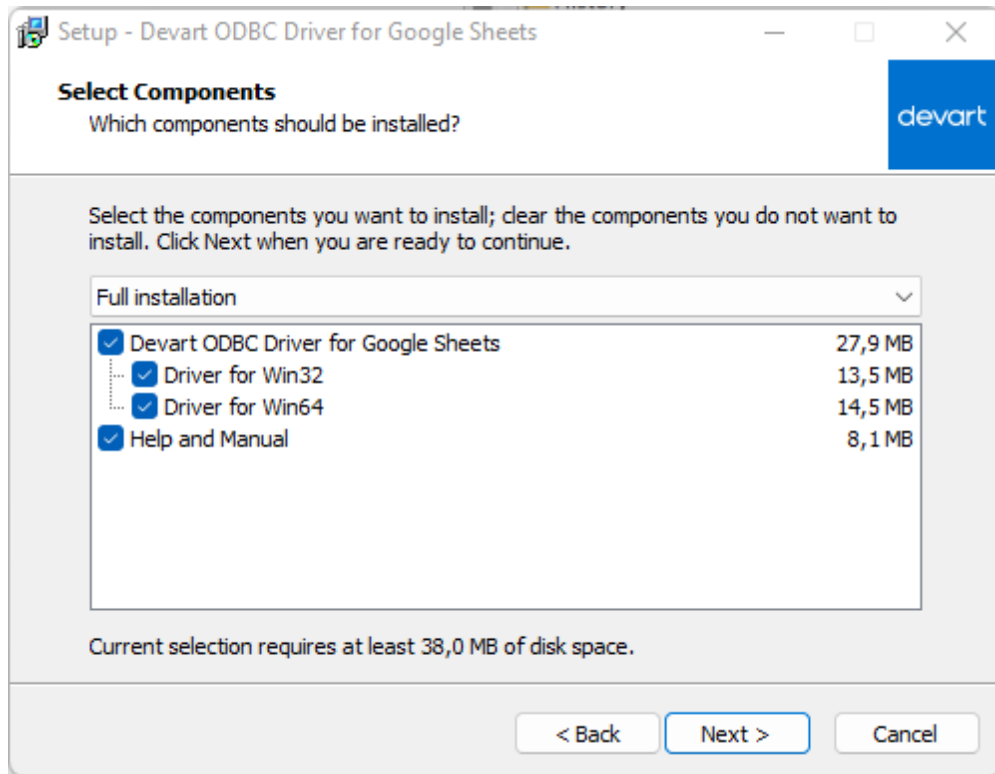 Setup - Devart ODBC Driver for Google Sheets
Select Components
Which components should be installed?
devart
Select the components you want to install; clear the components you do not want to
install. Click Next when you are ready to continue.
Full installation
Devart ODBC Driver for Google Sheets 27,9 MB
Driver for Win32 13,5 MB
Driver for Win64 14,5 MB
Help and Manual 8,1 MB
Current selection requires at least 38,0 MB of disk space.
< Back Next > Cancel